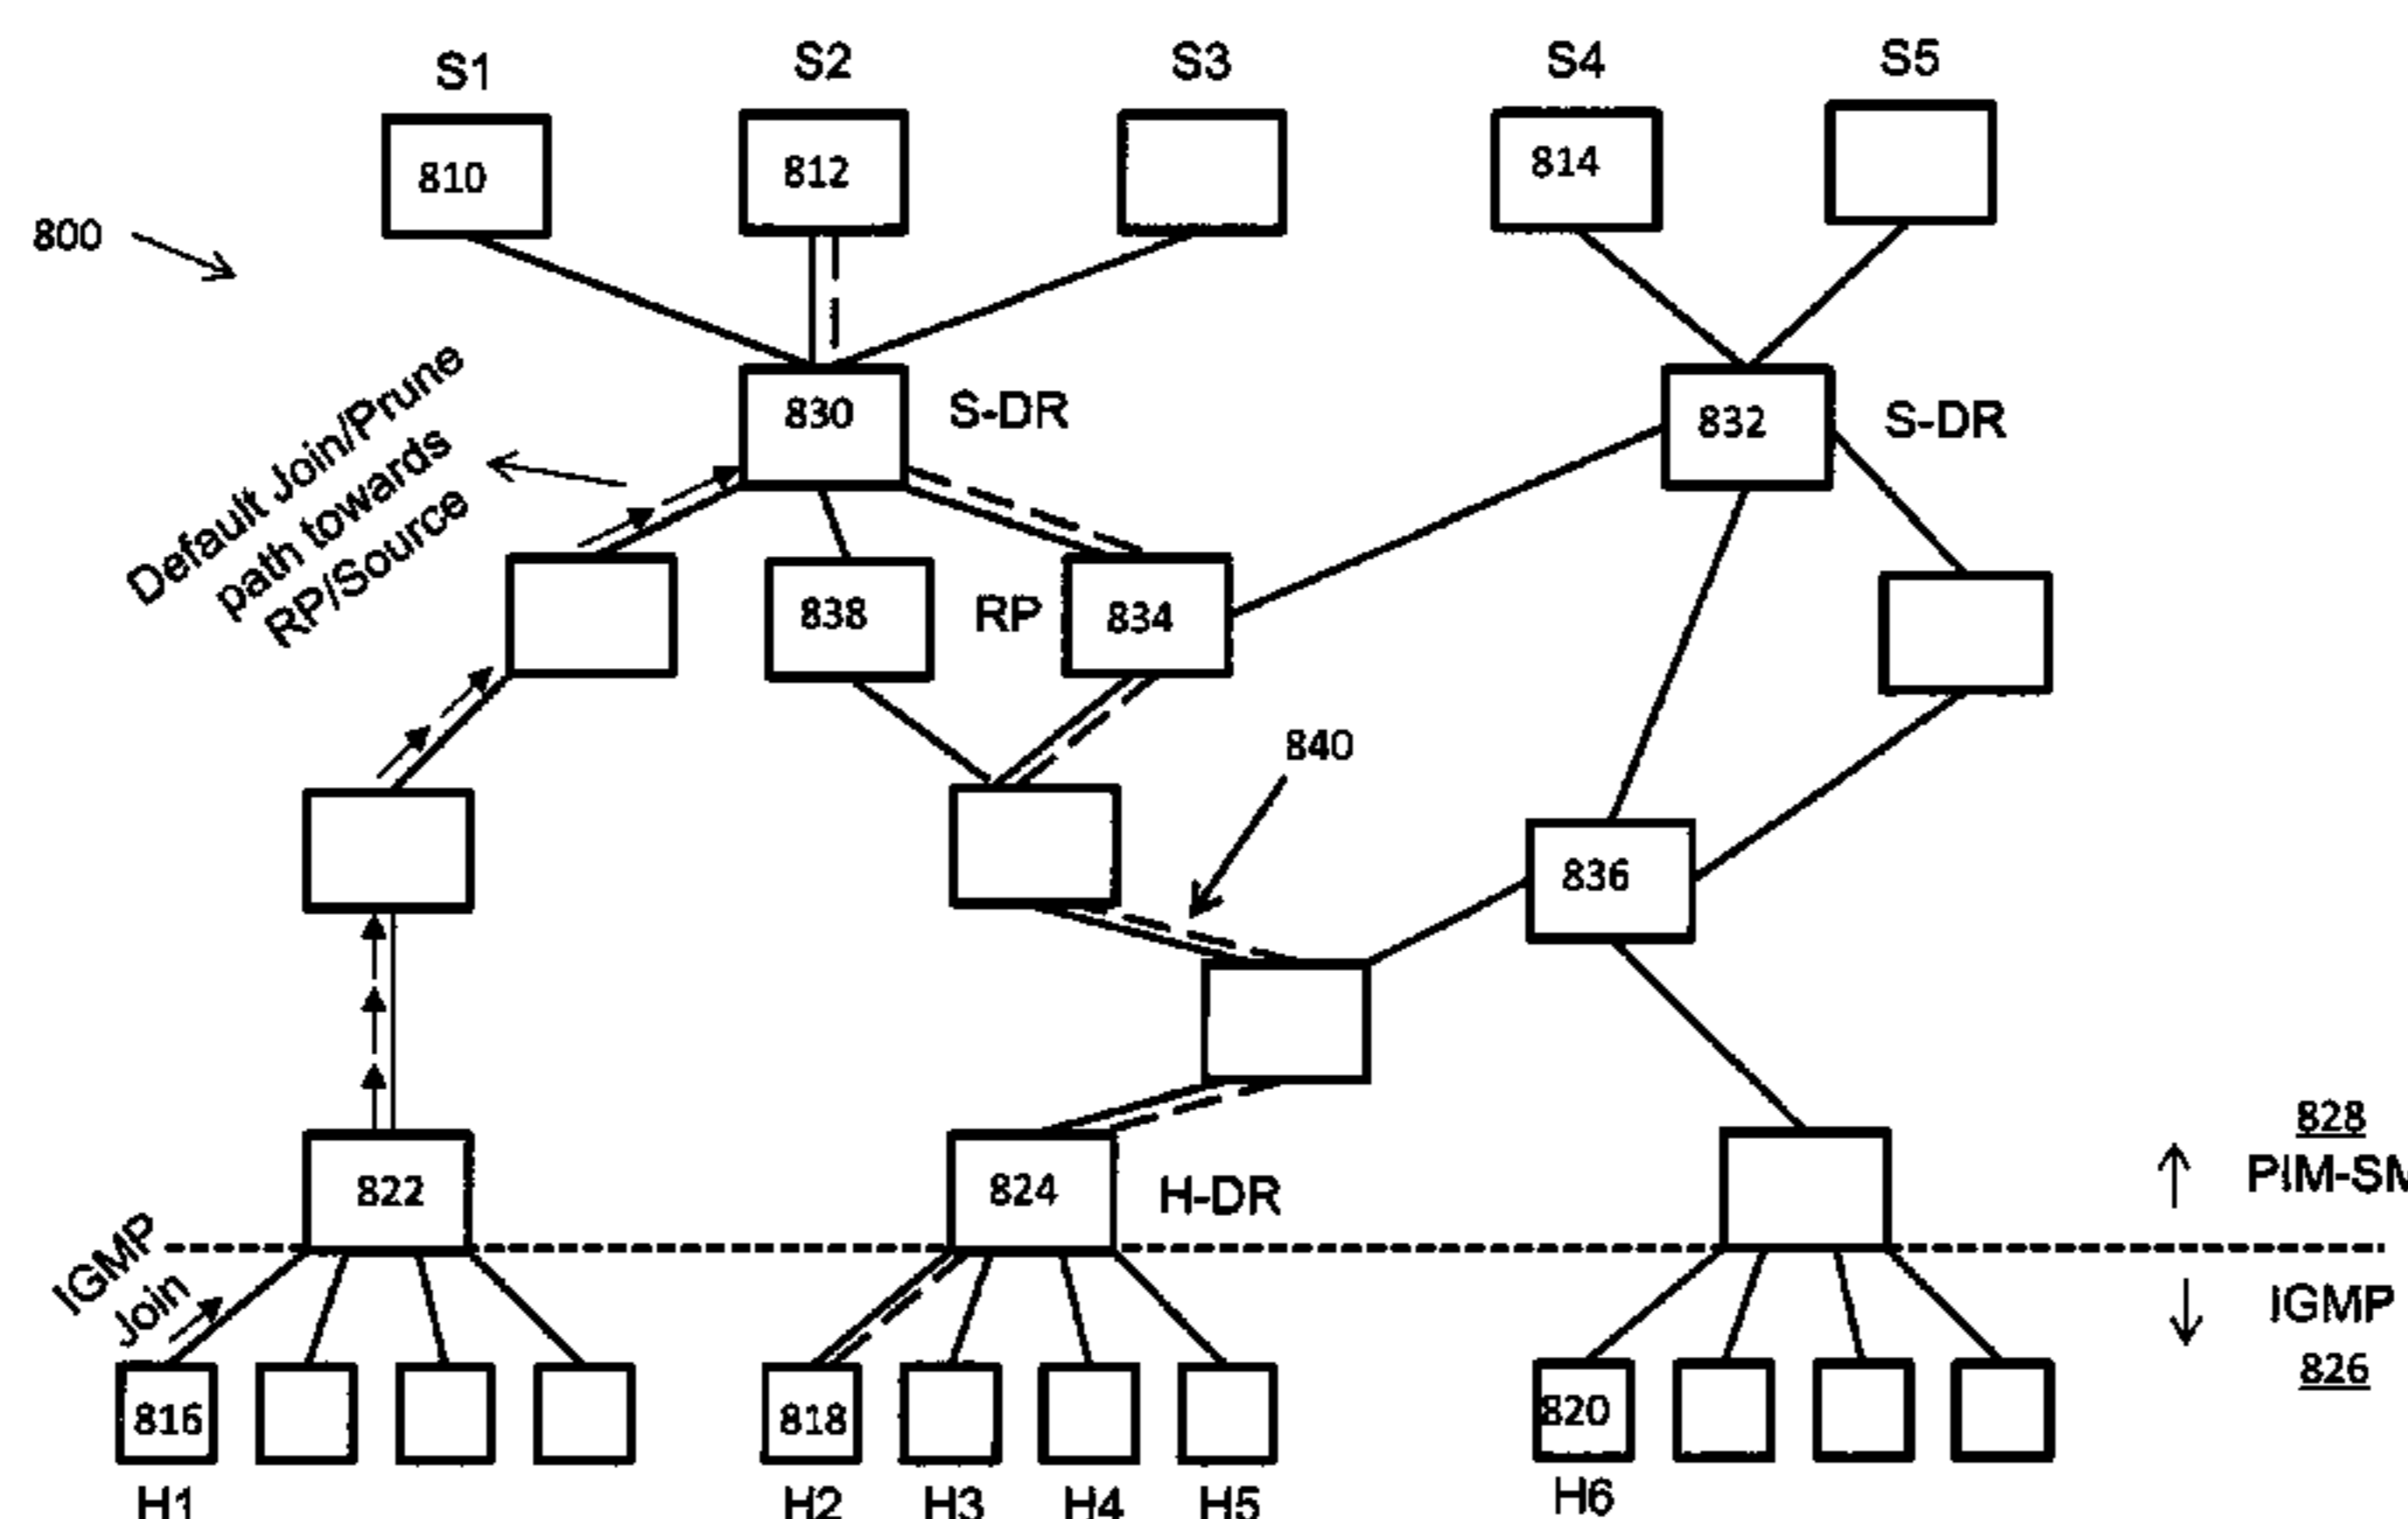 S1
S2
S3
S4
S5
810
812
814
800
Default Join/Prune
path towards
RP/Source
830
S-DR
832
S-DR
838
RP
834
840
836
822
824
H-DR
828
PIM-SM
IGMP
Join
IGMP
826
816
818
820
H1
H2
H3
H4
H5
H6